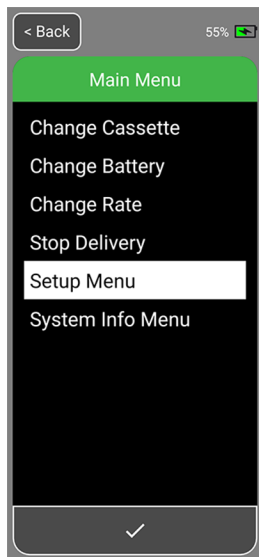 < Back
55%
Main Menu
Change Cassette
Change Battery
Change Rate
Stop Delivery
Setup Menu
System Info Menu